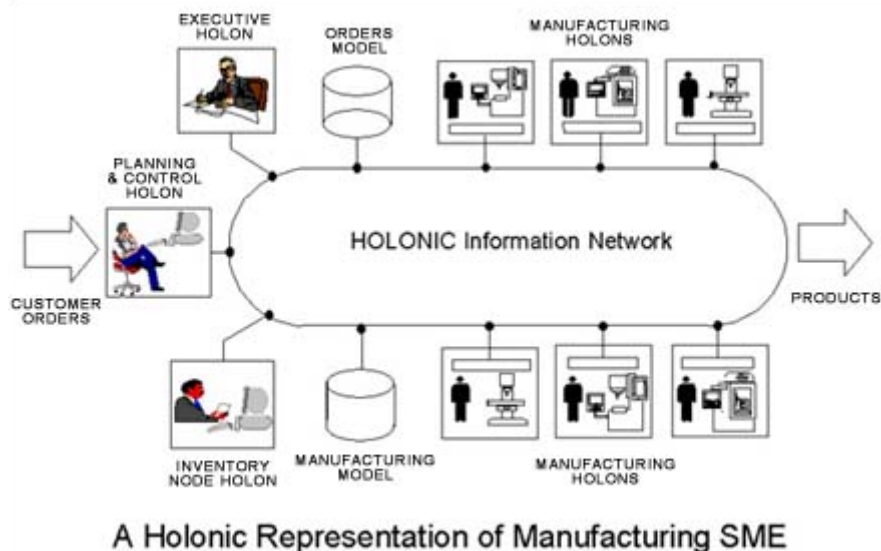 EXECUTIVE
HOLON
ORDERS
MODEL
MANUFACTURING
HOLONS
PLANNING
& CONTROL
HOLON
HOLONIC Information Network
CUSTOMER
ORDERS
PRODUCTS
INVENTORY
NODE HOLON
MANUFACTURING
MODEL
MANUFACTURING
HOLONS
A Holonic Representation of Manufacturing SME